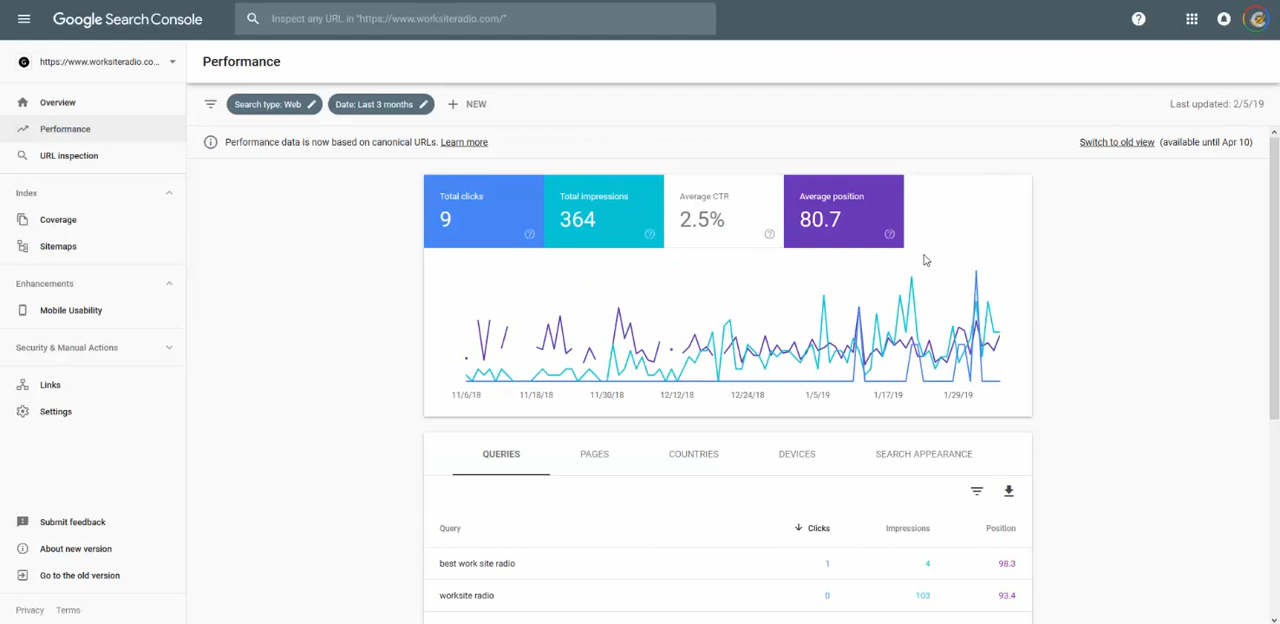 Google Search Console
Inspect any URL in "https://www.worksiteradio.com/"
https://www.worksiteradio.co...
Overview
Performance
URL inspection
Index
Coverage
Sitemaps
Enhancements
Mobile Usability
Security & Manual Actions
Links
Settings
Submit feedback
About new version
Go to the old version
Privacy Terms
Performance
Search type: Web Date: Last 3 months NEW Last updated: 2/5/19
Performance data is now based on canonical URLs. Learn more Switch to old view (available until Apr 10)
Total clicks Total impressions Average CTR Average position
9 364 2.5% 80.7
11/6/18 11/18/18 11/30/18 12/12/18 12/24/18 1/5/19 1/17/19 1/29/19
QUERIES PAGES COUNTRIES DEVICES SEARCH APPEARANCE
Query Clicks Impressions Position
best work site radio 1 4 98.3
worksite radio 0 103 93.4